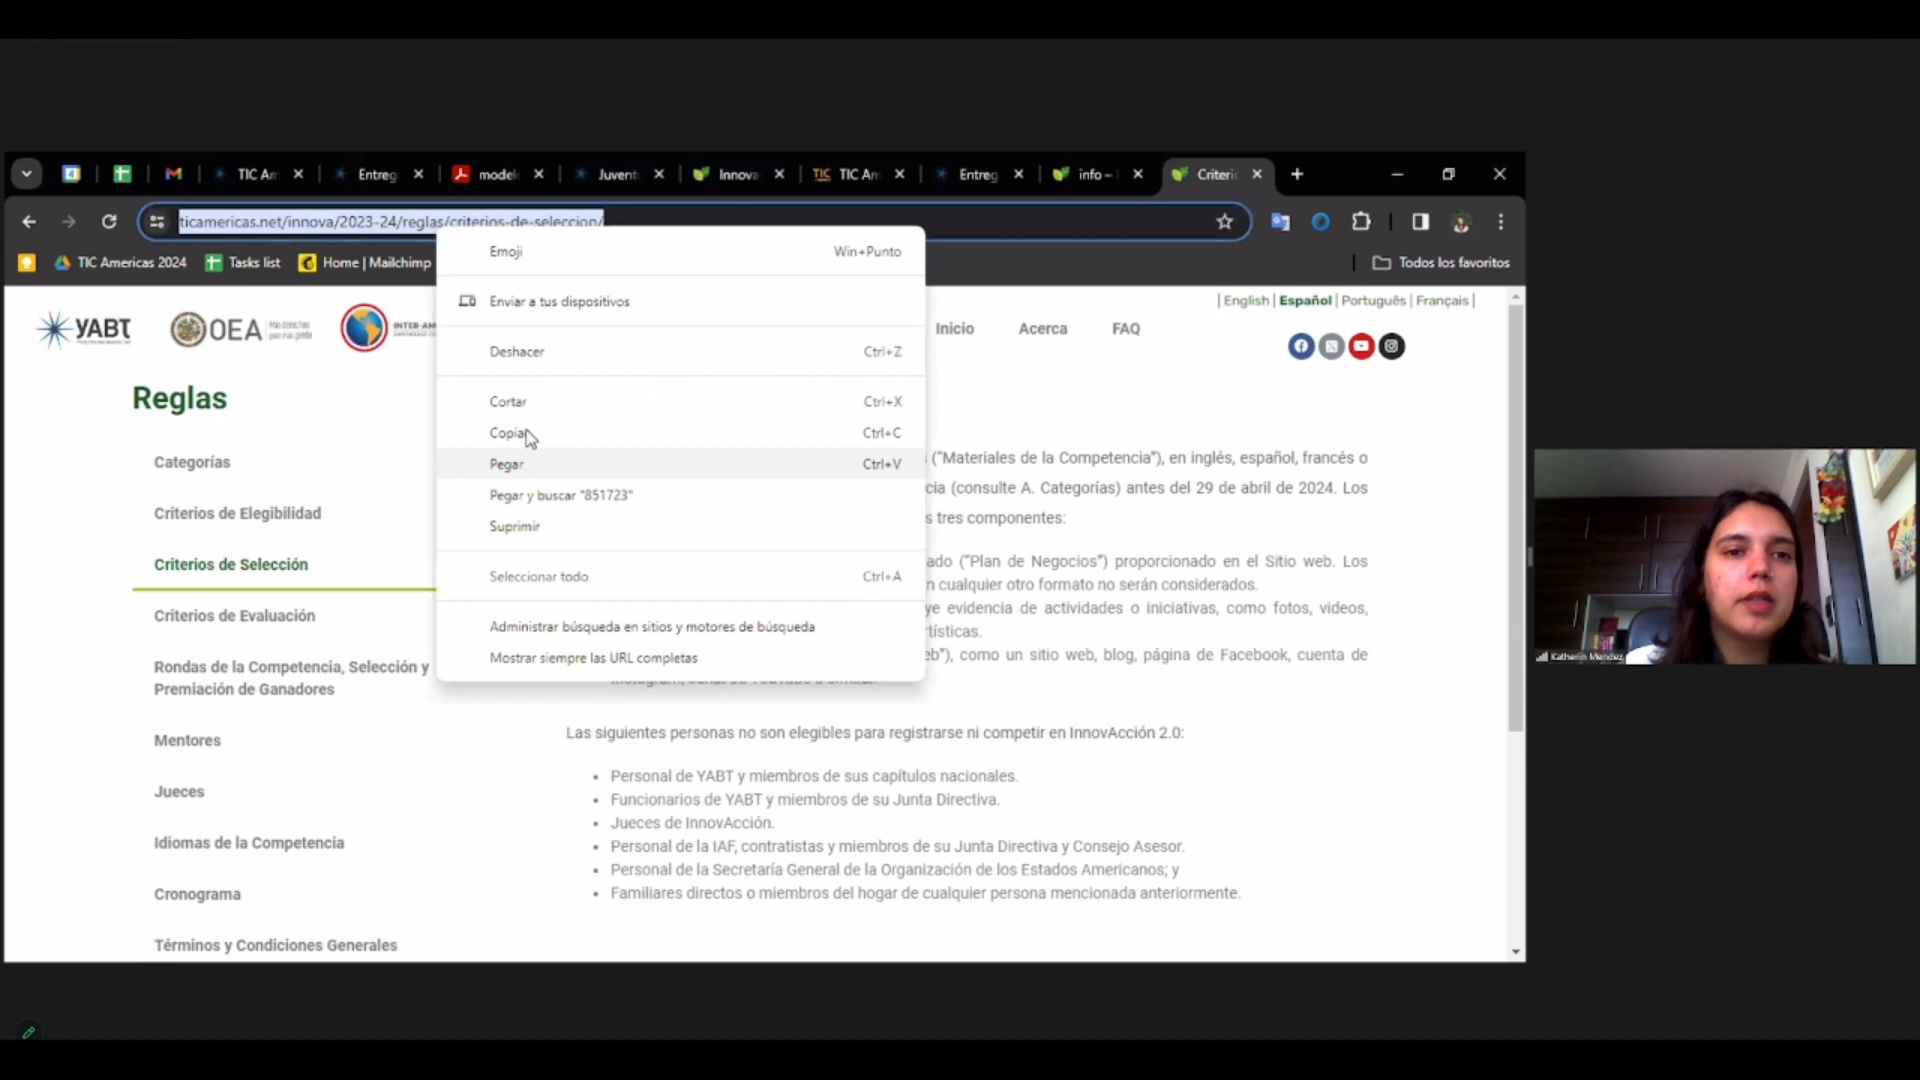 TIC Am
Entreg
model
Juvent
Innova
TIC TIC Am
Entreg
info –
Criteri
ticamericas.net/innova/2023-24/reglas/criterios-de-seleccion/
TIC Americas 2024
Tasks list
Home | Mailchimp
Todos los favoritos
Emoji Win+Punto
Enviar a tus dispositivos
Deshacer Ctrl+Z
Cortar Ctrl+X
Copiar Ctrl+C
Pegar Ctrl+V
Pegar y buscar "851723"
Suprimir
Seleccionar todo Ctrl+A
Administrar búsqueda en sitios y motores de búsqueda
Mostrar siempre las URL completas
| English | Español | Português | Français |
YABT
OEA
INTER-AM
Inicio Acerca FAQ
Reglas
Categorías
Criterios de Elegibilidad
Criterios de Selección
Criterios de Evaluación
Rondas de la Competencia, Selección y
Premiación de Ganadores
Mentores
Jueces
Idiomas de la Competencia
Cronograma
Términos y Condiciones Generales
("Materiales de la Competencia"), en inglés, español, francés o
cia (consulte A. Categorías) antes del 29 de abril de 2024. Los
s tres componentes:
ado ("Plan de Negocios") proporcionado en el Sitio web. Los
n cualquier otro formato no serán considerados.
ye evidencia de actividades o iniciativas, como fotos, videos,
tísticas.
eb"), como un sitio web, blog, página de Facebook, cuenta de
Las siguientes personas no son elegibles para registrarse ni competir en InnovAcción 2.0:
• Personal de YABT y miembros de sus capítulos nacionales.
• Funcionarios de YABT y miembros de su Junta Directiva.
• Jueces de InnovAcción.
• Personal de la IAF, contratistas y miembros de su Junta Directiva y Consejo Asesor.
• Personal de la Secretaría General de la Organización de los Estados Americanos; y
• Familiares directos o miembros del hogar de cualquier persona mencionada anteriormente.
Katherin Mendez